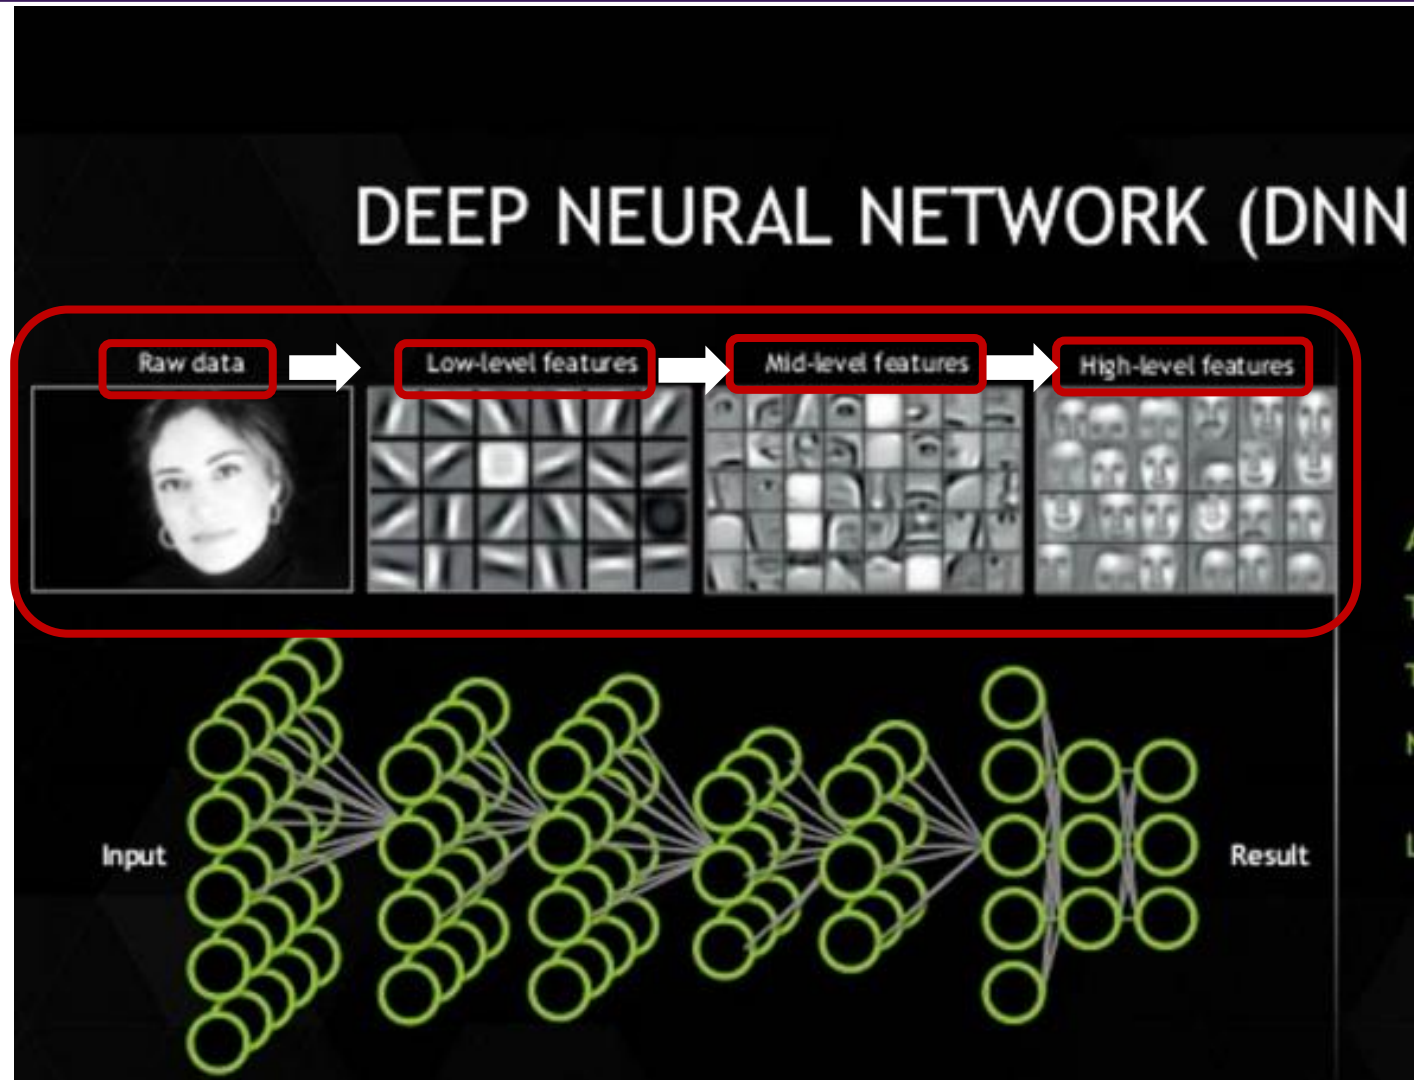 DEEP NEURAL NETWORK (DNN
Raw data
Low-level features
Mid-level features
High-level features
Input
Result